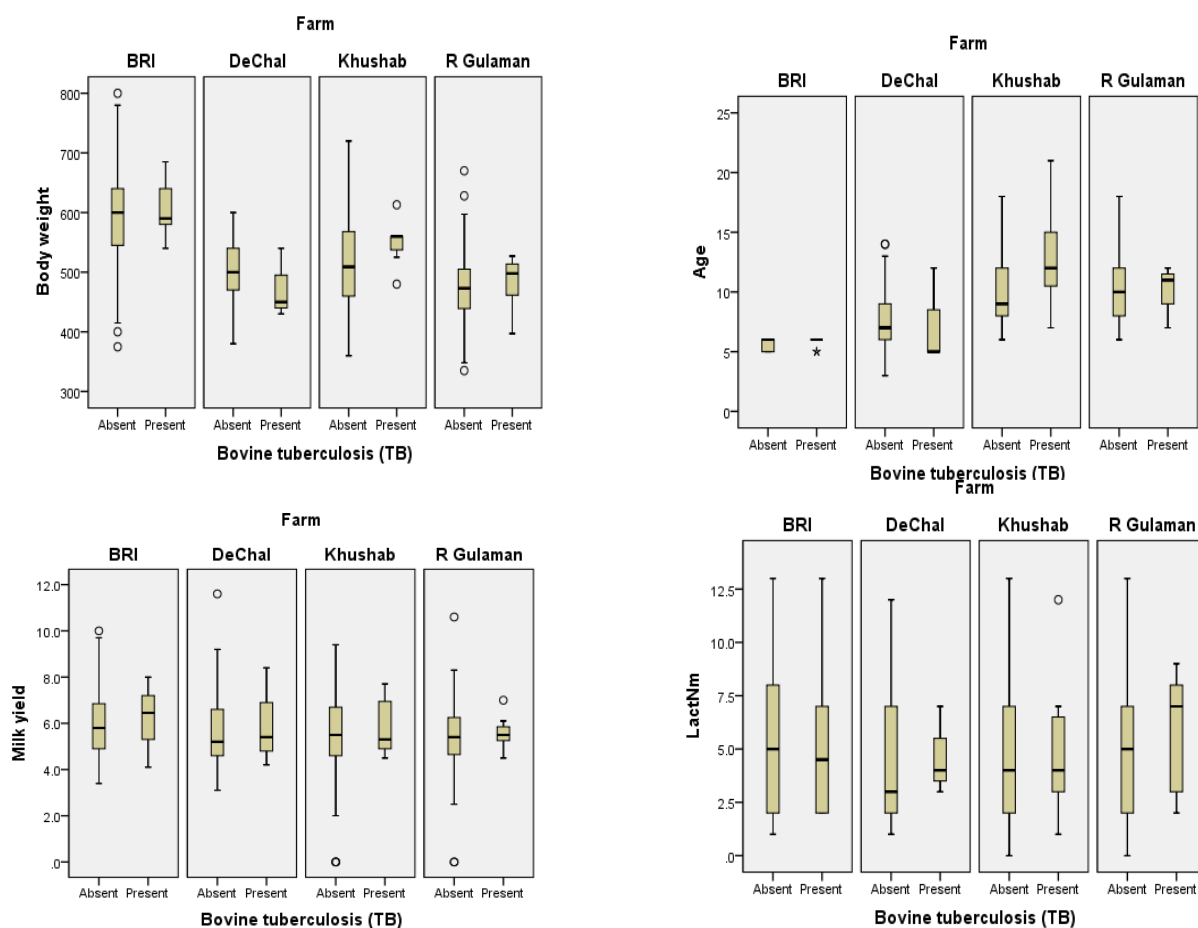 Farm
BRI DeChal Khushab R Gulaman
800
700
600
500
400
300
Body weight
Absent Present Absent Present Absent Present Absent Present
Bovine tuberculosis (TB)
Farm
BRI DeChal Khushab R Gulaman
25
20
15
10
5
0
Age
Absent Present Absent Present Absent Present Absent Present
Bovine tuberculosis (TB)
Farm
BRI DeChal Khushab R Gulaman
12.0
10.0
8.0
6.0
4.0
2.0
.0
Milk yield
Absent Present Absent Present Absent Present Absent Present
Bovine tuberculosis (TB)
Farm
BRI DeChal Khushab R Gulaman
12.5
10.0
7.5
5.0
2.5
.0
LactNm
Absent Present Absent Present Absent Present Absent Present
Bovine tuberculosis (TB)